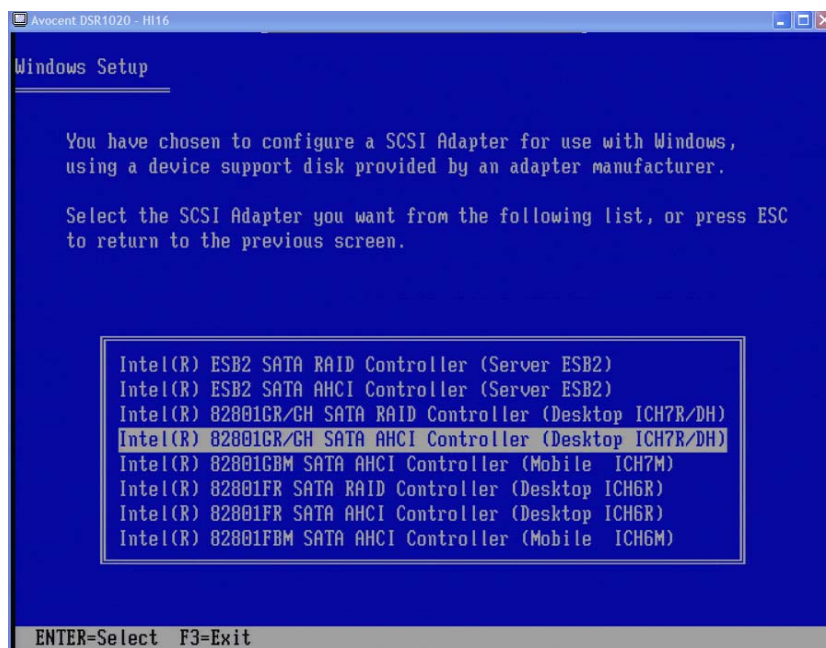 Avocent DSR1020 - HI16
Windows Setup
You have chosen to configure a SCSI Adapter for use with Windows,
using a device support disk provided by an adapter manufacturer.
Select the SCSI Adapter you want from the following list, or press ESC
to return to the previous screen.
Intel(R) ESB2 SATA RAID Controller (Server ESB2)
Intel(R) ESB2 SATA AHCI Controller (Server ESB2)
Intel(R) 82801GR/GH SATA RAID Controller (Desktop ICH7R/DH)
Intel(R) 82801GR/GH SATA AHCI Controller (Desktop ICH7R/DH)
Intel(R) 82801GBM SATA AHCI Controller (Mobile  ICH7M)
Intel(R) 82801FR SATA RAID Controller (Desktop ICH6R)
Intel(R) 82801FR SATA AHCI Controller (Desktop ICH6R)
Intel(R) 82801FBM SATA AHCI Controller (Mobile  ICH6M)
ENTER=Select  F3=Exit